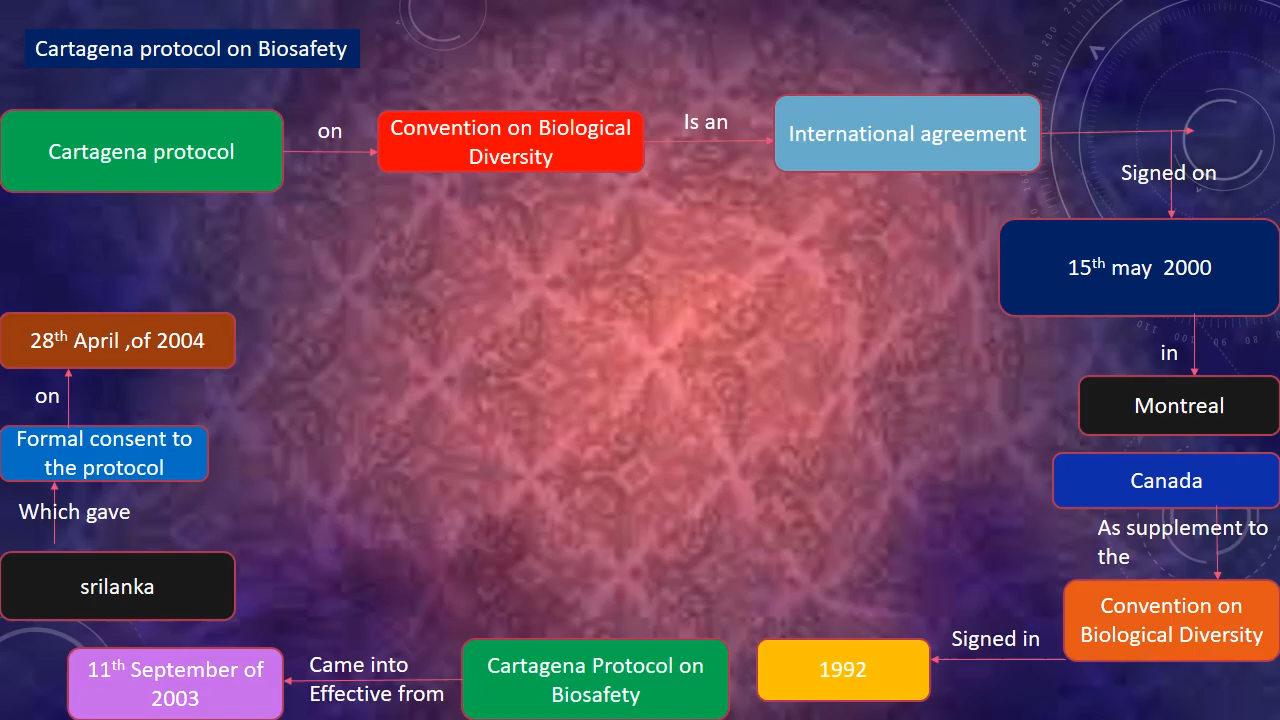 Cartagena protocol on Biosafety
Cartagena protocol
on
Convention on Biological
Diversity
Is an
International agreement
Signed on
15th may 2000
in
Montreal
Canada
As supplement to
the
Convention on
Biological Diversity
Signed in
1992
Cartagena Protocol on
Biosafety
Came into
Effective from
11th September of
2003
srilanka
Which gave
Formal consent to
the protocol
on
28th April ,of 2004